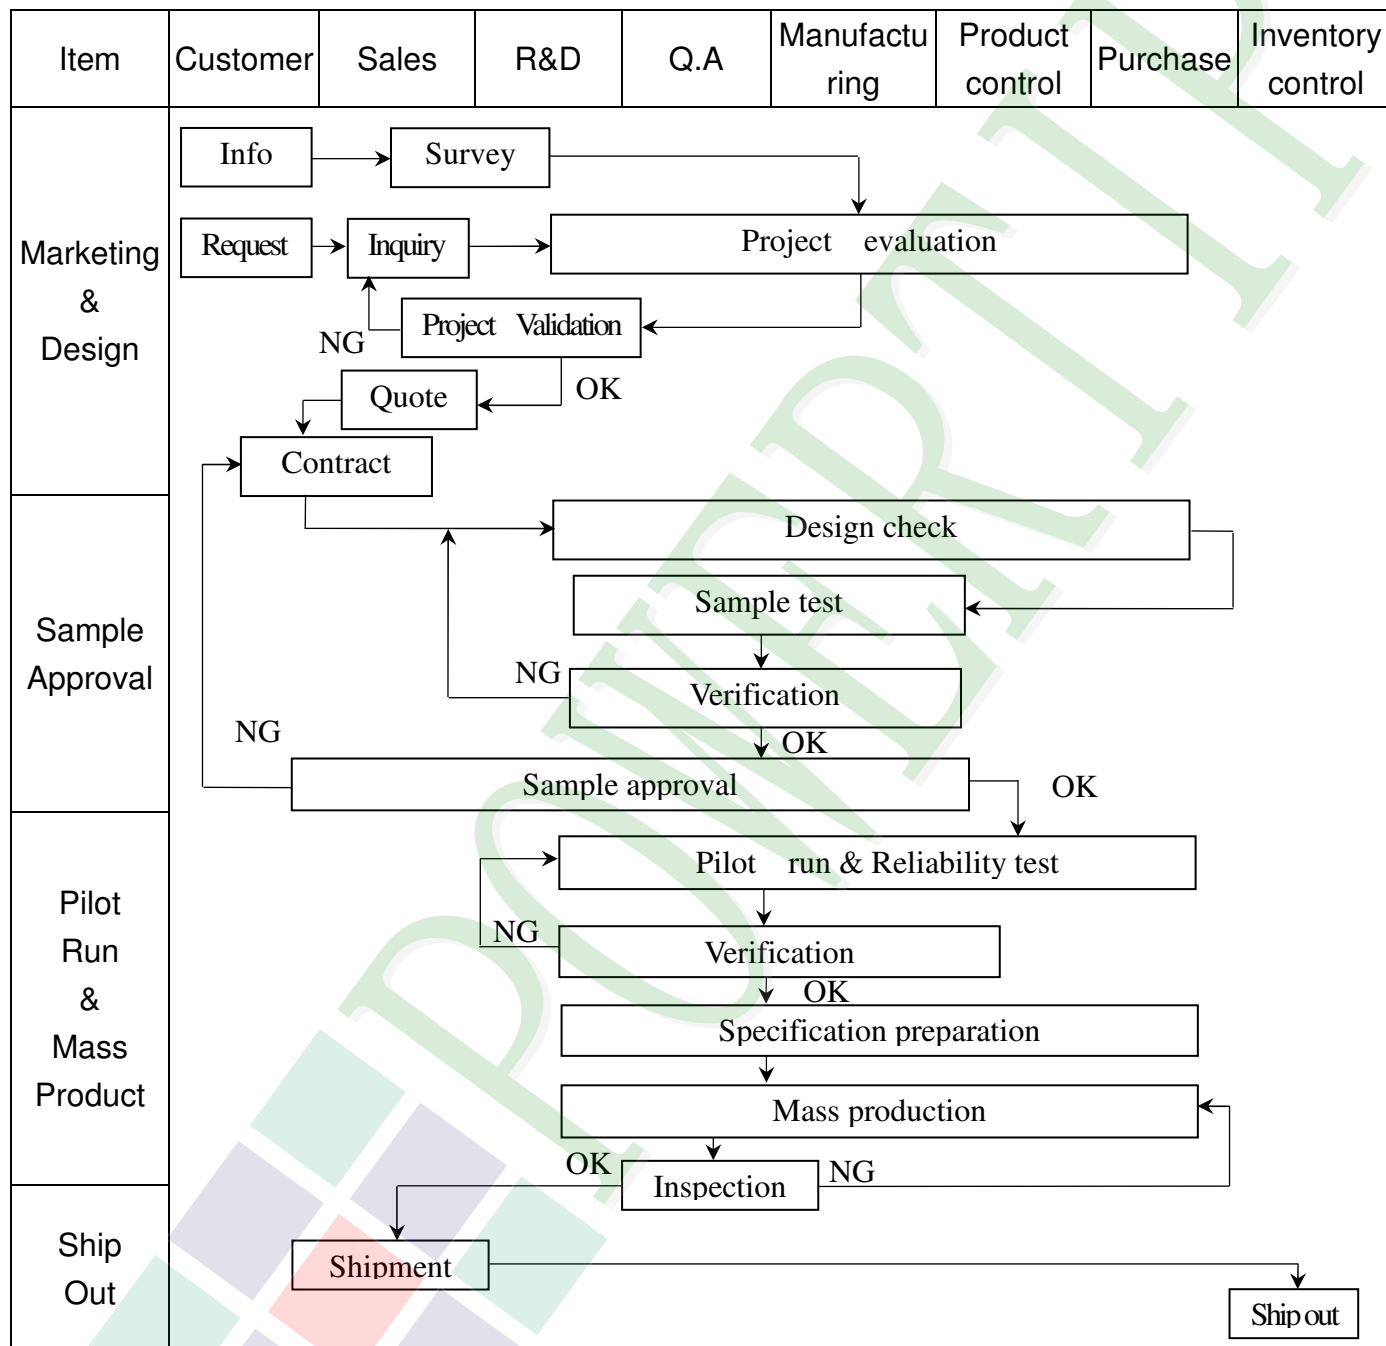 Item Customer Sales R&D Q.A Manufactu Product Purchase Inventory
ring control control
Info Survey
Marketing
&
Design
Request Inquiry Project evaluation
NG Project Validation
Quote OK
Contract
Sample
Approval
Design check
Sample test
NG Verification
NG OK
Sample approval OK
Pilot
Run
&
Mass
Product
Pilot run & Reliability test
NG Verification
OK
Specification preparation
Mass production
OK Inspection NG
Ship
Out
Shipment
Ship out
POWERTIP